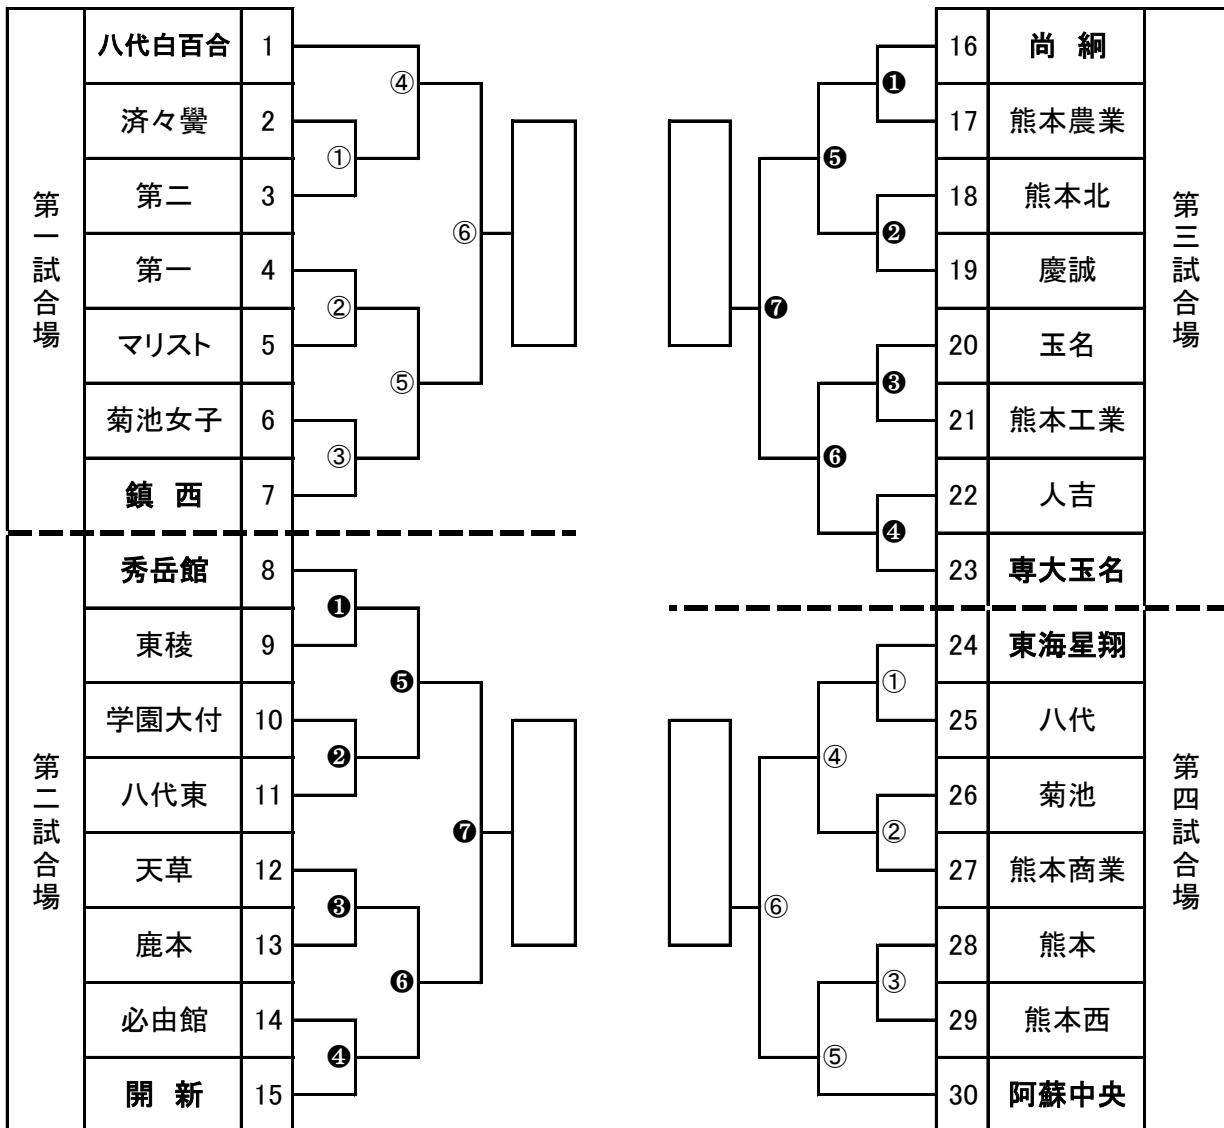 第一試合場
八代白百合 1
済々黌 2
第二 3
第一 4
マリスト 5
菊池女子 6
鎮 西 7
④
①
②
③
⑤
⑥
第二試合場
秀岳館 8
東稜 9
学園大付 10
八代東 11
天草 12
鹿本 13
必由館 14
開 新 15
❶
❷
❸
❹
❺
❻
❼
第三試合場
16 尚 絅
17 熊本農業
18 熊本北
19 慶誠
20 玉名
21 熊本工業
22 人吉
23 専大玉名
❶
❷
❸
❹
❺
❻
❼
第四試合場
24 東海星翔
25 八代
26 菊池
27 熊本商業
28 熊本
29 熊本西
30 阿蘇中央
①
②
③
④
⑤
⑥